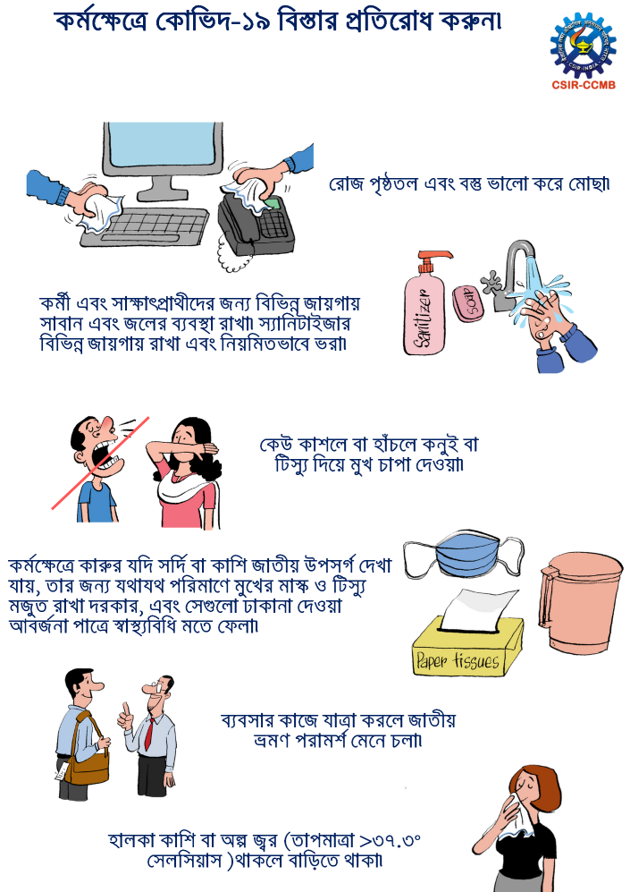 কর্মক্ষেত্রে কোভিদ-১৯ বিস্তার প্রতিরোধ করুন৷
CSIR-CCMB
রোজ পৃষ্ঠতল এবং বস্তু ভালো করে মোছা৷
কর্মী এবং সাক্ষাৎপ্রাথীদের জন্য বিভিন্ন জায়গায়
সাবান এবং জলের ব্যবস্থা রাখা৷ স্যানিটাইজার
বিভিন্ন জায়গায় রাখা এবং নিয়মিতভাবে ভরা৷
Sanitizer
Soap
কেউ কাশলে বা হাঁচলে কনুই বা
টিস্যু দিয়ে মুখ চাপা দেওয়া৷
কর্মক্ষেত্রে কারুর যদি সর্দি বা কাশি জাতীয় উপসর্গ দেখা
যায়, তার জন্য যথাযথ পরিমাণে মুখের মাস্ক ও টিস্যু
মজুত রাখা দরকার, এবং সেগুলো ঢাকানা দেওয়া
আবর্জনা পাত্রে স্বাস্থ্যবিধি মতে ফেলা৷
Paper tissues
ব্যবসার কাজে যাত্রা করলে জাতীয়
ভ্রমণ পরামর্শ মেনে চলা৷
হালকা কাশি বা অল্প জ্বর (তাপমাত্রা >৩৭.৩°
সেলসিয়াস )থাকলে বাড়িতে থাকা৷